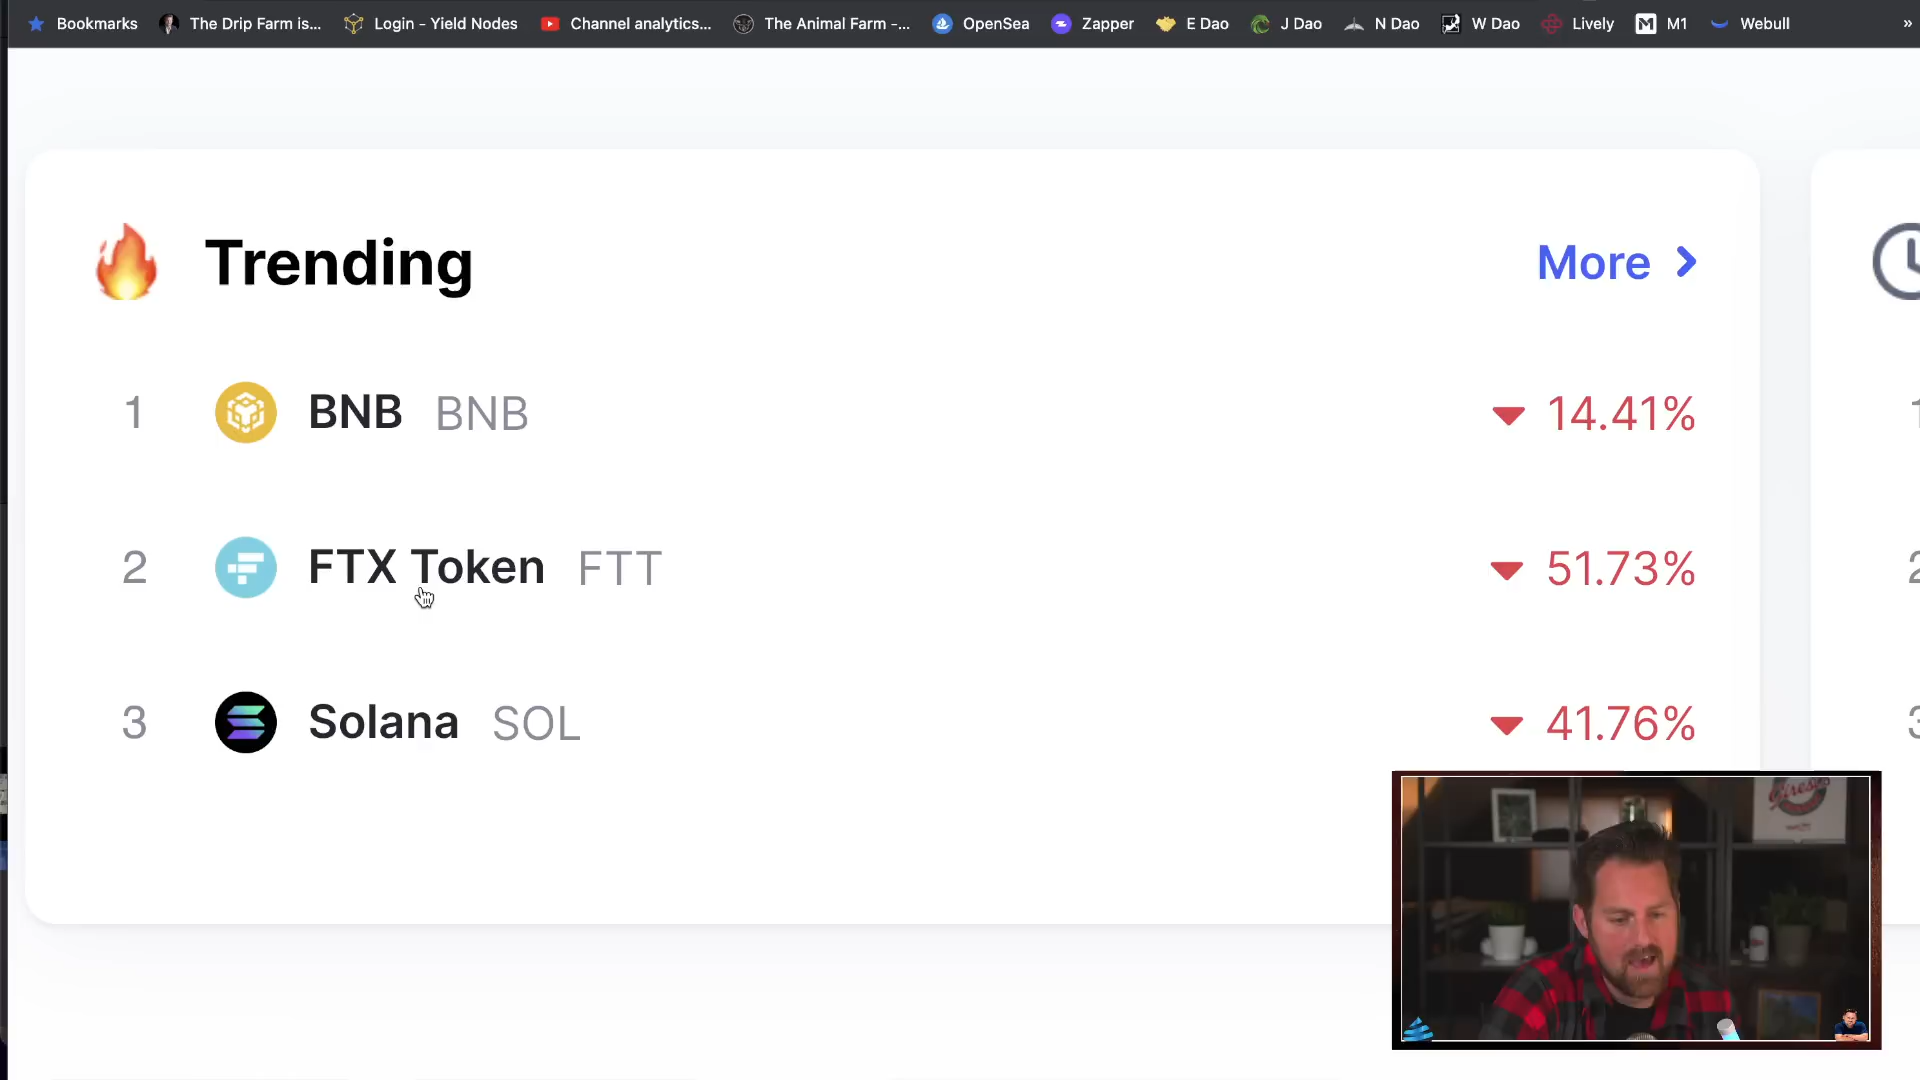 Bookmarks The Drip Farm is... Login - Yield Nodes Channel analytics... The Animal Farm -... OpenSea Zapper E Dao J Dao N Dao W Dao Lively M1 Webull »
Trending More
1 BNB BNB 14.41%
2 FTX Token FTT 51.73%
3 Solana SOL 41.76%